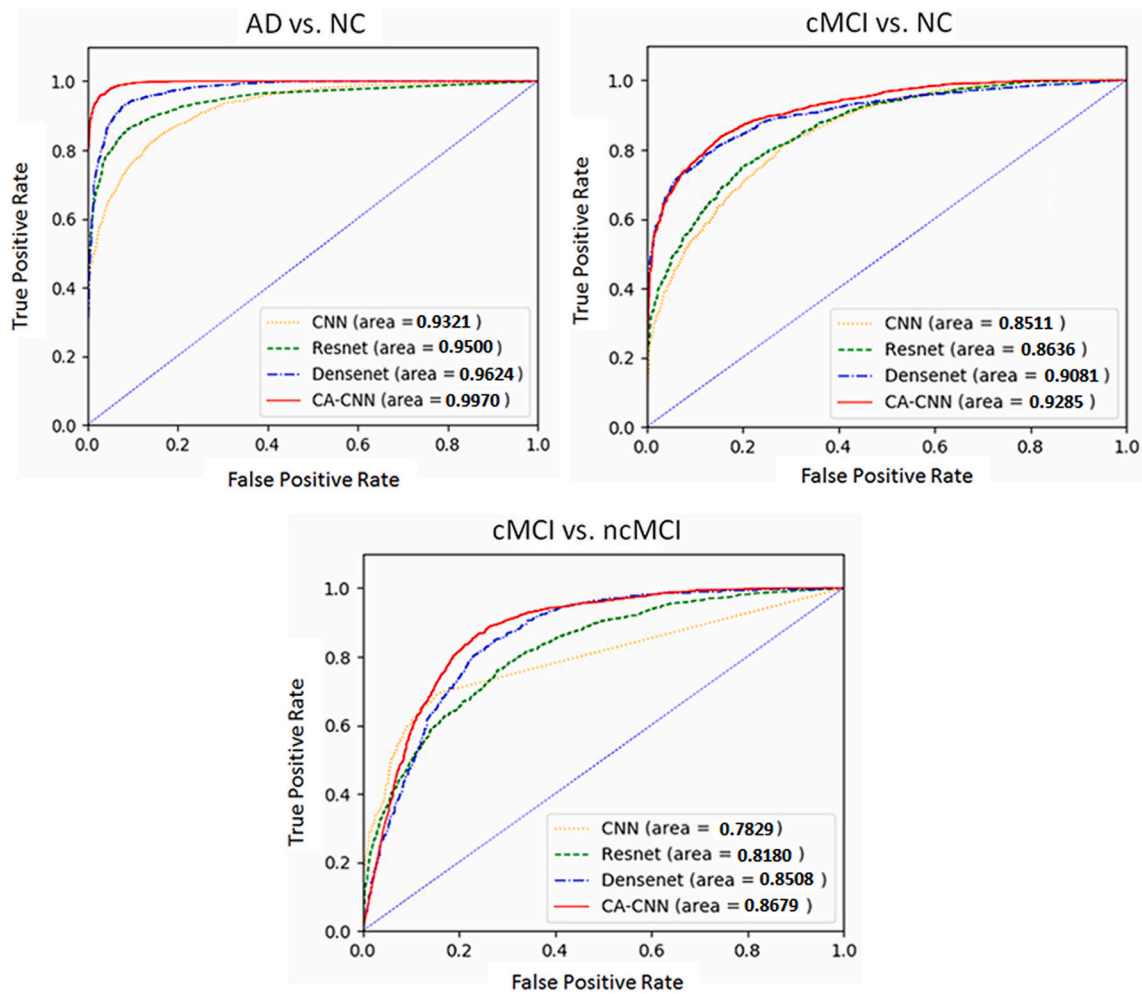 AD vs. NC
True Positive Rate
1.0
0.8
0.6
0.4
0.2
0.0
CNN (area = 0.9321 )
Resnet (area = 0.9500 )
Densenet (area = 0.9624 )
CA-CNN (area = 0.9970 )
0.0 0.2 0.4 0.6 0.8 1.0
False Positive Rate
cMCI vs. NC
True Positive Rate
1.0
0.8
0.6
0.4
0.2
0.0
CNN (area = 0.8511 )
Resnet (area = 0.8636 )
Densenet (area = 0.9081 )
CA-CNN (area = 0.9285 )
0.0 0.2 0.4 0.6 0.8 1.0
False Positive Rate
cMCI vs. ncMCI
True Positive Rate
1.0
0.8
0.6
0.4
0.2
0.0
CNN (area = 0.7829)
Resnet (area = 0.8180 )
Densenet (area = 0.8508 )
CA-CNN (area = 0.8679 )
0.0 0.2 0.4 0.6 0.8 1.0
False Positive Rate